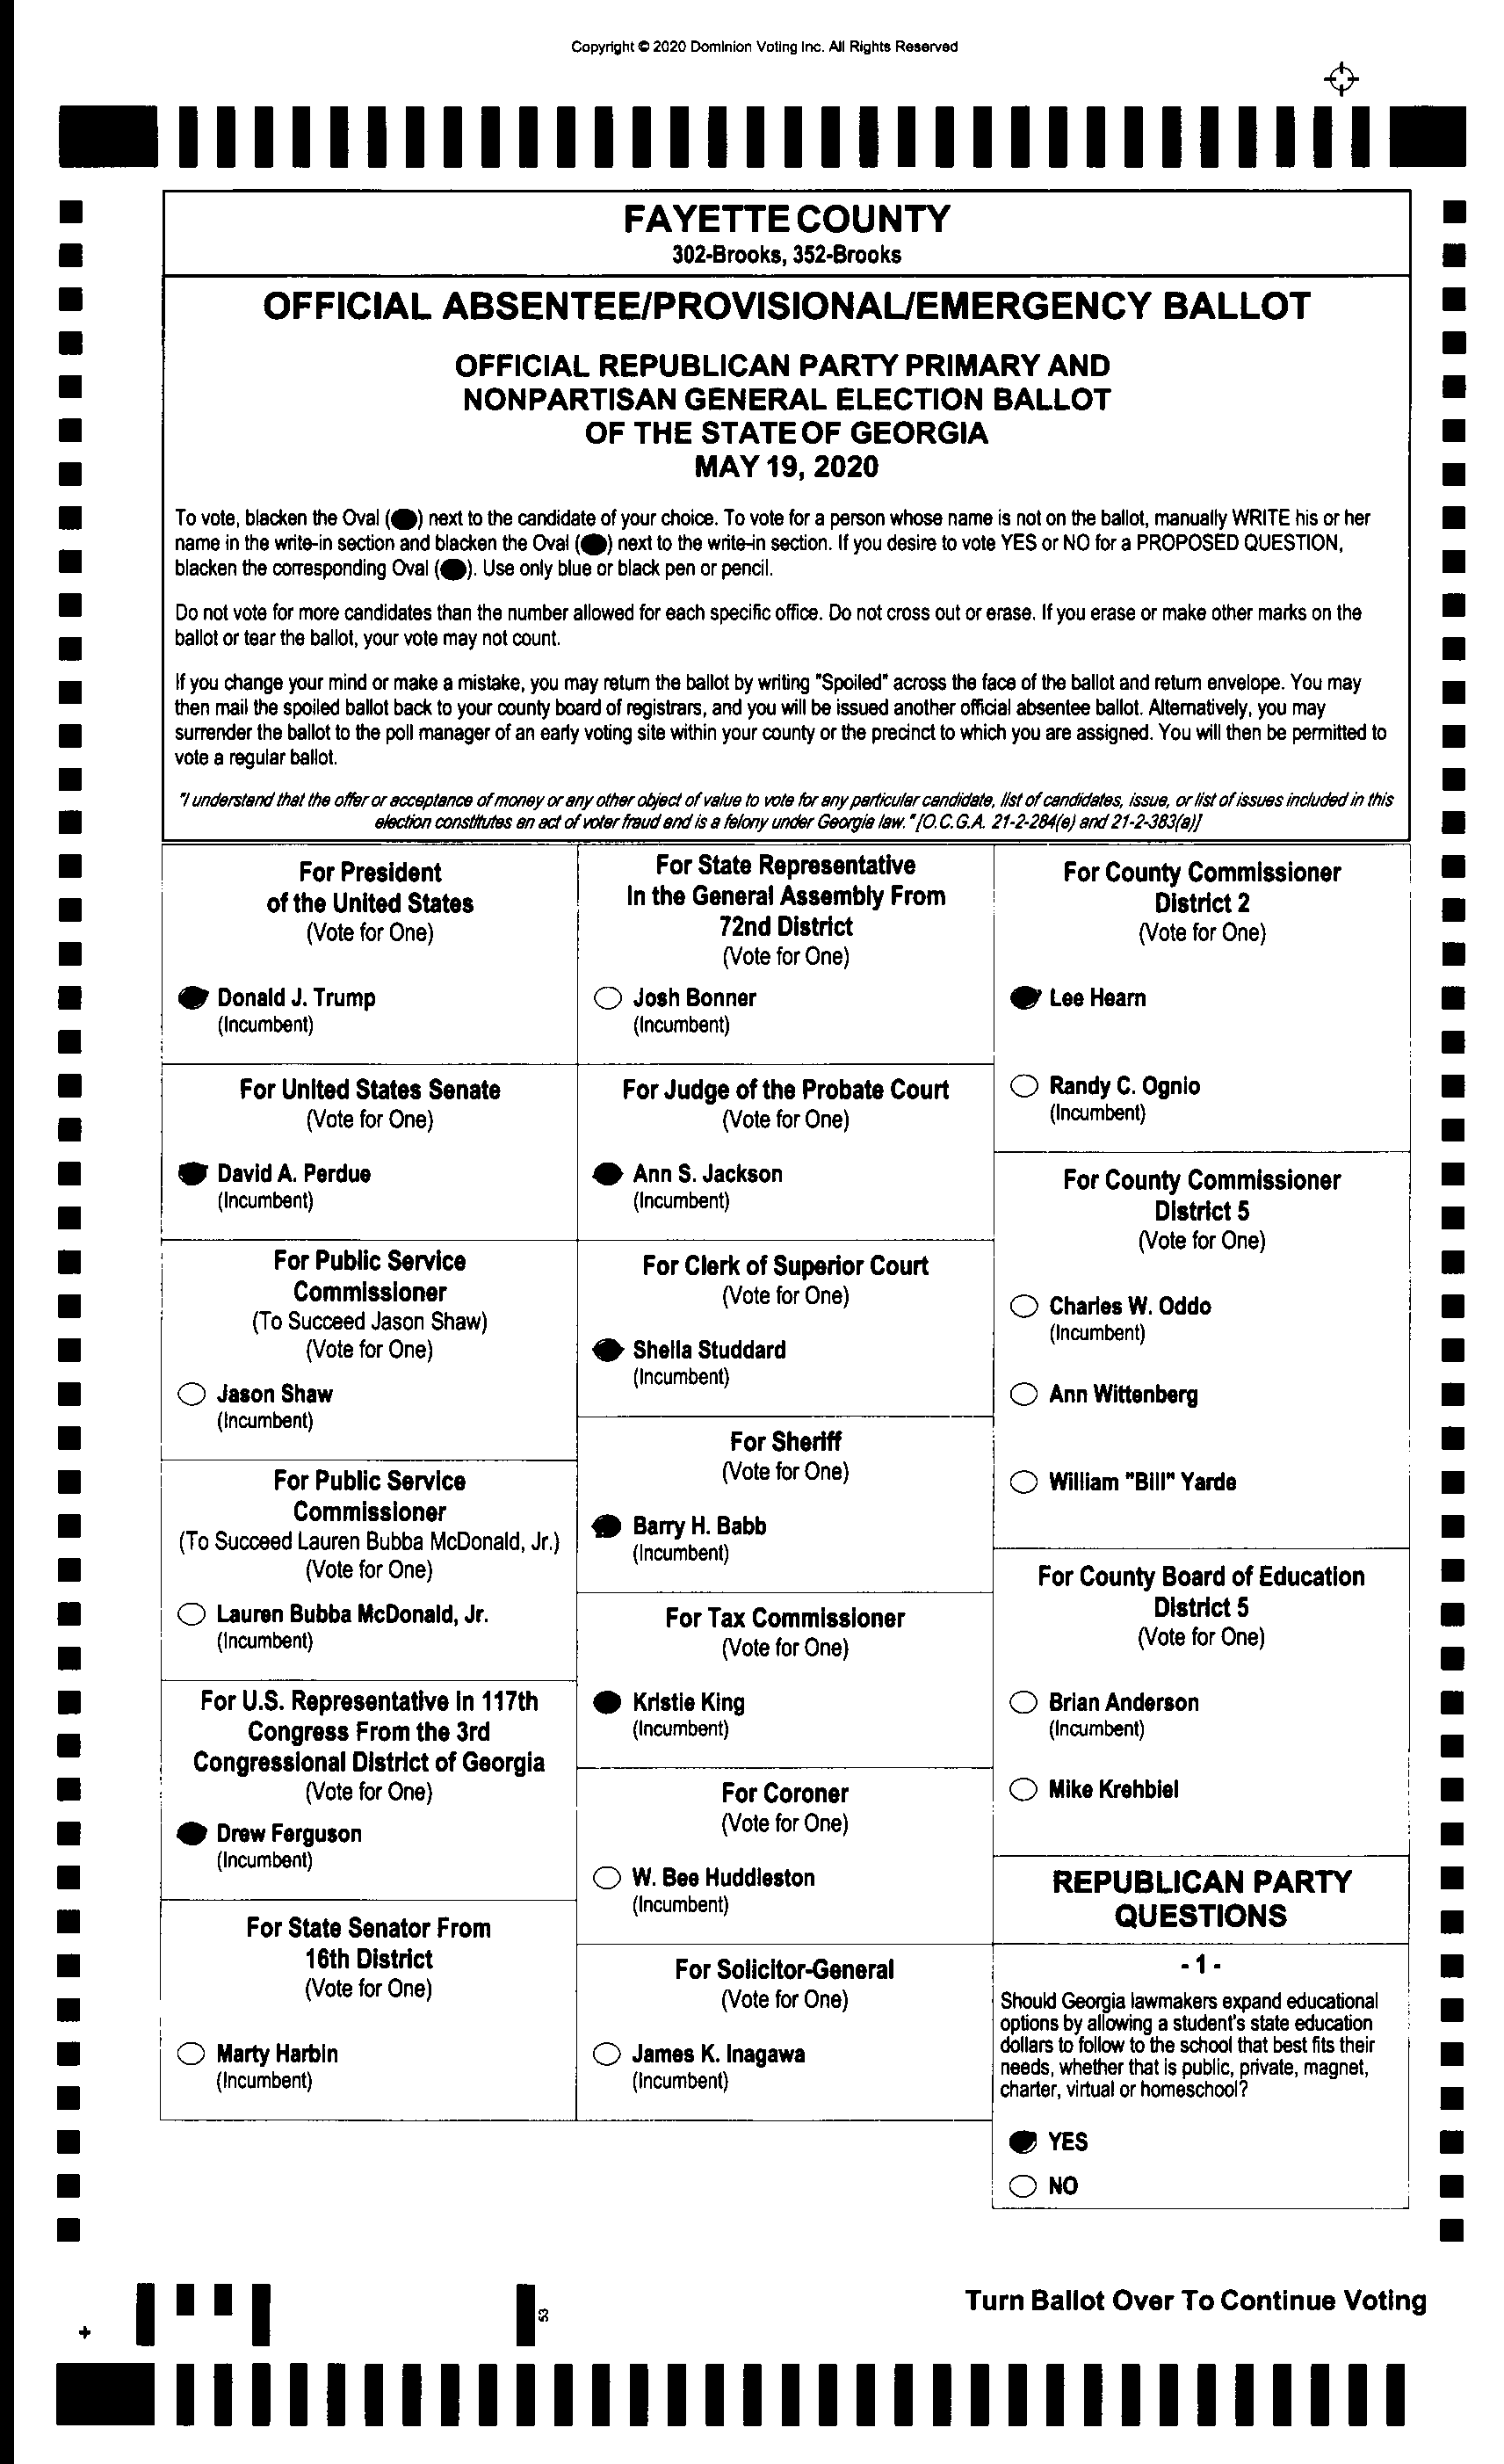 Copyright © 2020 Dominion Voting Inc. All Rights Reserved
FAYETTE COUNTY
302-Brooks, 352-Brooks
OFFICIAL ABSENTEE/PROVISIONAL/EMERGENCY BALLOT
OFFICIAL REPUBLICAN PARTY PRIMARY AND
NONPARTISAN GENERAL ELECTION BALLOT
OF THE STATE OF GEORGIA
MAY 19, 2020
To vote, blacken the Oval ( ) next to the candidate of your choice. To vote for a person whose name is not on the ballot, manually WRITE his or her
name in the write-in section and blacken the Oval ( ) next to the write-in section. If you desire to vote YES or NO for a PROPOSED QUESTION,
blacken the corresponding Oval ( ). Use only blue or black pen or pencil.
Do not vote for more candidates than the number allowed for each specific office. Do not cross out or erase. If you erase or make other marks on the
ballot or tear the ballot, your vote may not count.
If you change your mind or make a mistake, you may return the ballot by writing "Spoiled" across the face of the ballot and return envelope. You may
then mail the spoiled ballot back to your county board of registrars, and you will be issued another official absentee ballot. Alternatively, you may
surrender the ballot to the poll manager of an early voting site within your county or the precinct to which you are assigned. You will then be permitted to
vote a regular ballot.
"I understand that the offer or acceptance of money or any other object of value to vote for any particular candidate, list of candidates, issue, or list of issues included in this
election constitutes an act of voter fraud and is a felony under Georgia law." [O.C.G.A. 21-2-284(e) and 21-2-383(a)]
For President
of the United States
(Vote for One)
Donald J. Trump
(Incumbent)
For United States Senate
(Vote for One)
David A. Perdue
(Incumbent)
For Public Service
Commissioner
(To Succeed Jason Shaw)
(Vote for One)
Jason Shaw
(Incumbent)
For Public Service
Commissioner
(To Succeed Lauren Bubba McDonald, Jr.)
(Vote for One)
Lauren Bubba McDonald, Jr.
(Incumbent)
For U.S. Representative in 117th
Congress From the 3rd
Congressional District of Georgia
(Vote for One)
Drew Ferguson
(Incumbent)
For State Senator From
16th District
(Vote for One)
Marty Harbin
(Incumbent)
For State Representative
In the General Assembly From
72nd District
(Vote for One)
Josh Bonner
(Incumbent)
For Judge of the Probate Court
(Vote for One)
Ann S. Jackson
(Incumbent)
For Clerk of Superior Court
(Vote for One)
Sheila Studdard
(Incumbent)
For Sheriff
(Vote for One)
Barry H. Babb
(Incumbent)
For Tax Commissioner
(Vote for One)
Kristie King
(Incumbent)
For Coroner
(Vote for One)
W. Bee Huddleston
(Incumbent)
For Solicitor-General
(Vote for One)
James K. Inagawa
(Incumbent)
For County Commissioner
District 2
(Vote for One)
Lee Hearn
Randy C. Ognio
(Incumbent)
For County Commissioner
District 5
(Vote for One)
Charles W. Oddo
(Incumbent)
Ann Wittenberg
William "Bill" Yarde
For County Board of Education
District 5
(Vote for One)
Brian Anderson
(Incumbent)
Mike Krehbiel
REPUBLICAN PARTY
QUESTIONS
- 1 -
Should Georgia lawmakers expand educational
options by allowing a student's state education
dollars to follow to the school that best fits their
needs, whether that is public, private, magnet,
charter, virtual or homeschool?
YES
NO
Turn Ballot Over To Continue Voting
53